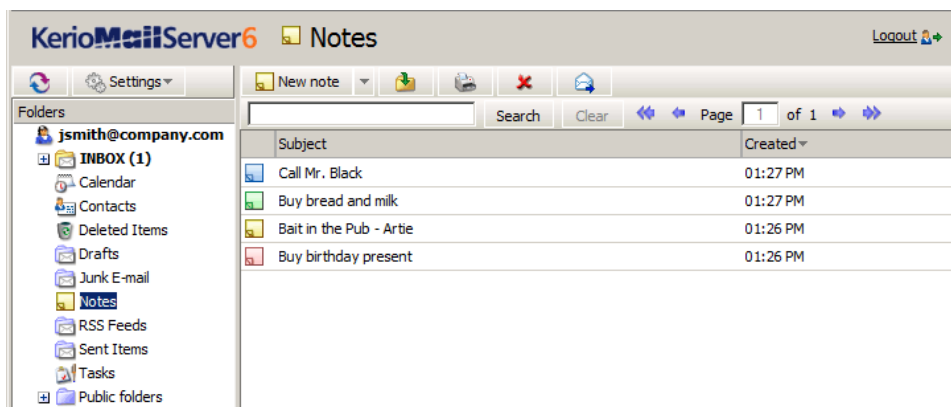 KerioMailServer6 Notes Logout
Settings New note
Folders Search Clear Page 1 of 1
jsmith@company.com Subject Created
INBOX (1) Call Mr. Black 01:27 PM
Calendar
Contacts Buy bread and milk 01:27 PM
Deleted Items Bait in the Pub - Artie 01:26 PM
Drafts Buy birthday present 01:26 PM
Junk E-mail
Notes
RSS Feeds
Sent Items
Tasks
Public folders